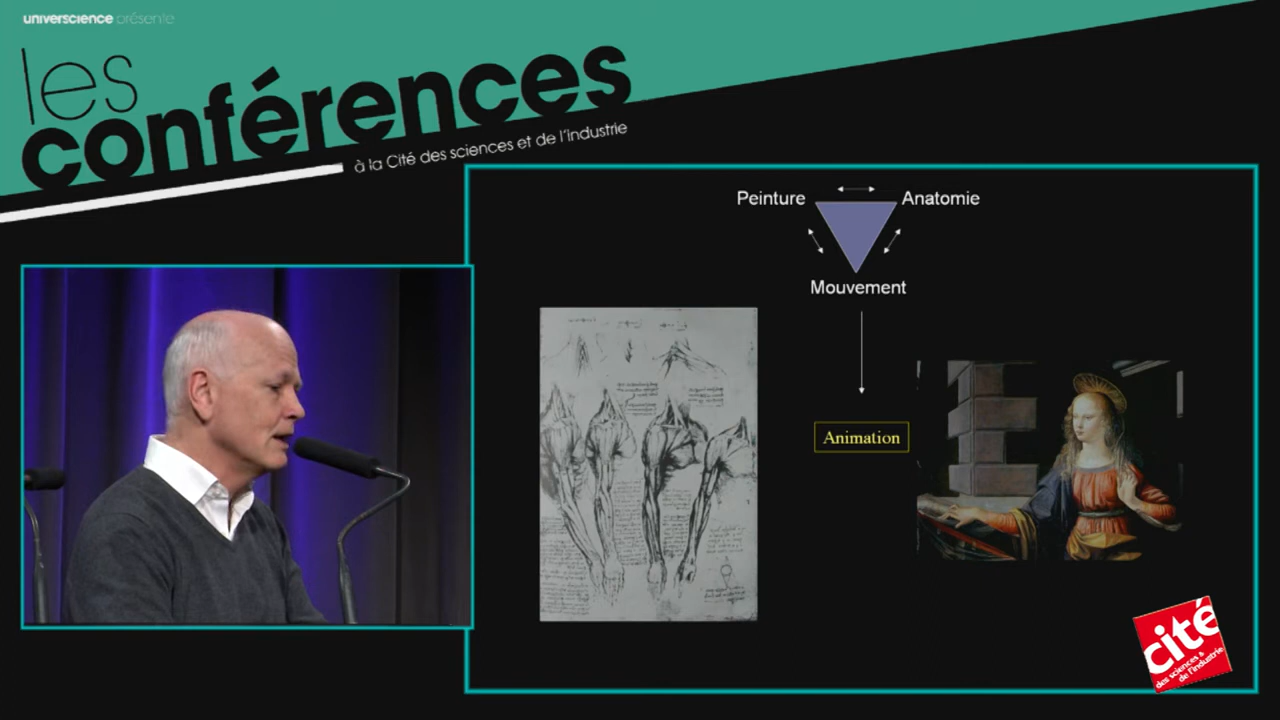 universcience présente
les
conférences
à la Cité des sciences et de l'industrie
Peinture
Anatomie
Mouvement
Animation
cité
des sciences &
de l'industrie